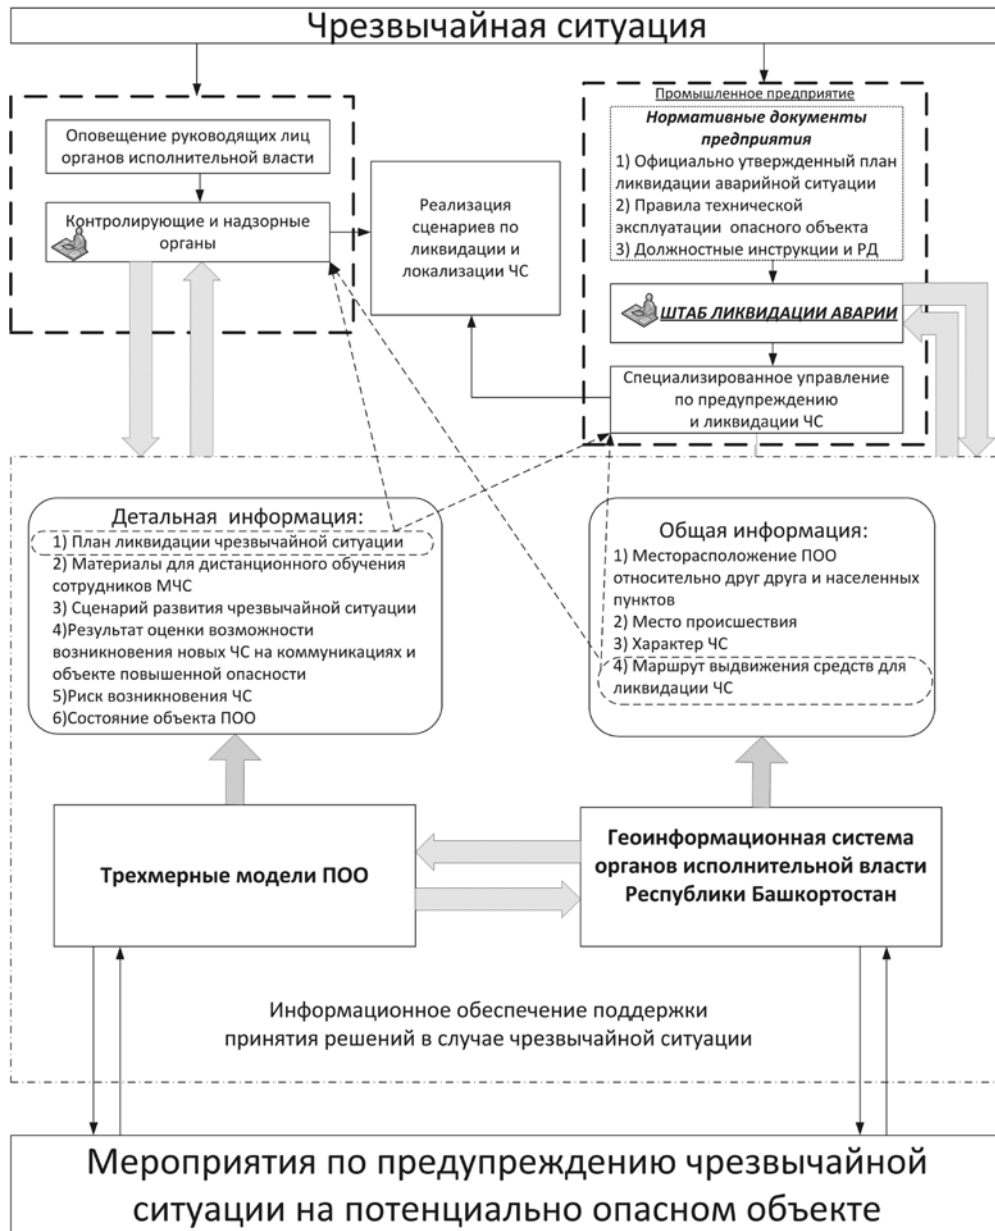 Чрезвычайная ситуация
Оповещение руководящих лиц
органов исполнительной власти
Контролирующие и надзорные
органы
Реализация
сценариев по
ликвидации и
локализации ЧС
Промышленное предприятие
Нормативные документы
предприятия
1) Официально утвержденный план
ликвидации аварийной ситуации
2) Правила технической
эксплуатации опасного объекта
3) Должностные инструкции и РД
ШТАБ ЛИКВИДАЦИИ АВАРИИ
Специализированное управление
по предупреждению
и ликвидации ЧС
Детальная информация:
1) План ликвидации чрезвычайной ситуации
2) Материалы для дистанционного обучения
сотрудников МЧС
3) Сценарий развития чрезвычайной ситуации
4)Результат оценки возможности
возникновения новых ЧС на коммуникациях и
объекте повышенной опасности
5)Риск возникновения ЧС
6)Состояние объекта ПОО
Общая информация:
1) Месторасположение ПОО
относительно друг друга и населенных
пунктов
2) Место происшествия
3) Характер ЧС
4) Маршрут выдвижения средств для
ликвидации ЧС
Трехмерные модели ПОО
Геоинформационная система
органов исполнительной власти
Республики Башкортостан
Информационное обеспечение поддержки
принятия решений в случае чрезвычайной ситуации
Мероприятия по предупреждению чрезвычайной
ситуации на потенциально опасном объекте